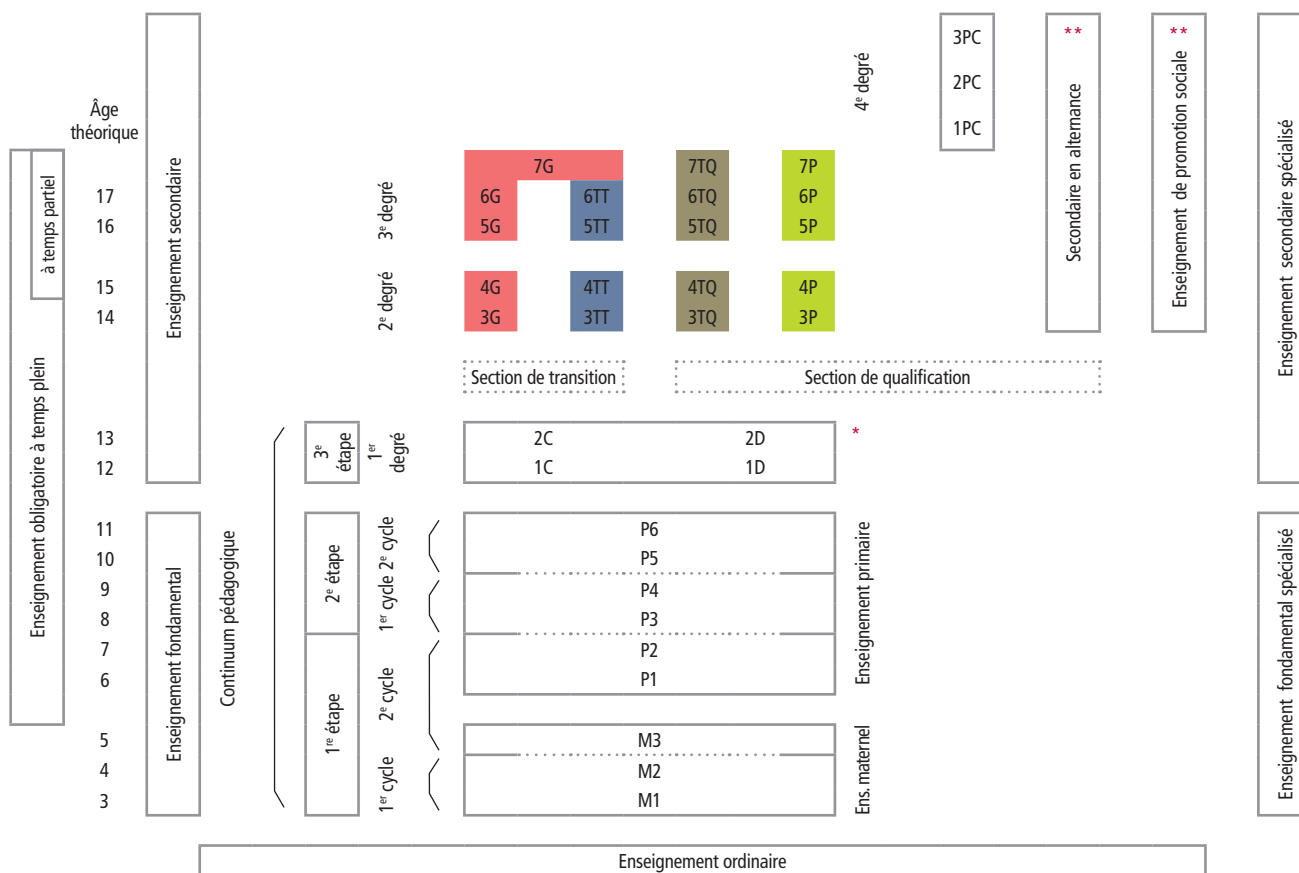 3PC
**
**
2PC
1PC
4e degré
Âge
théorique
7G
7TQ
7P
17
6G
6TT
6TQ
6P
16
5G
5TT
5TQ
5P
3e degré
à temps partiel
Enseignement secondaire
Secondaire en alternance
Enseignement de promotion sociale
Enseignement secondaire spécialisé
15
4G
4TT
4TQ
4P
14
3G
3TT
3TQ
3P
2e degré
Section de transition
Section de qualification
Enseignement obligatoire à temps plein
13
3e
étape
1er
degré
2C
2D
*
12
1C
1D
11
P6
10
P5
9
P4
8
P3
7
P2
6
P1
5
M3
4
M2
3
M1
Enseignement fondamental
Continuum pédagogique
2e étape
1re étape
2e cycle
1er cycle
2e cycle
1er cycle
Enseignement primaire
Ens. maternel
Enseignement fondamental spécialisé
Enseignement ordinaire